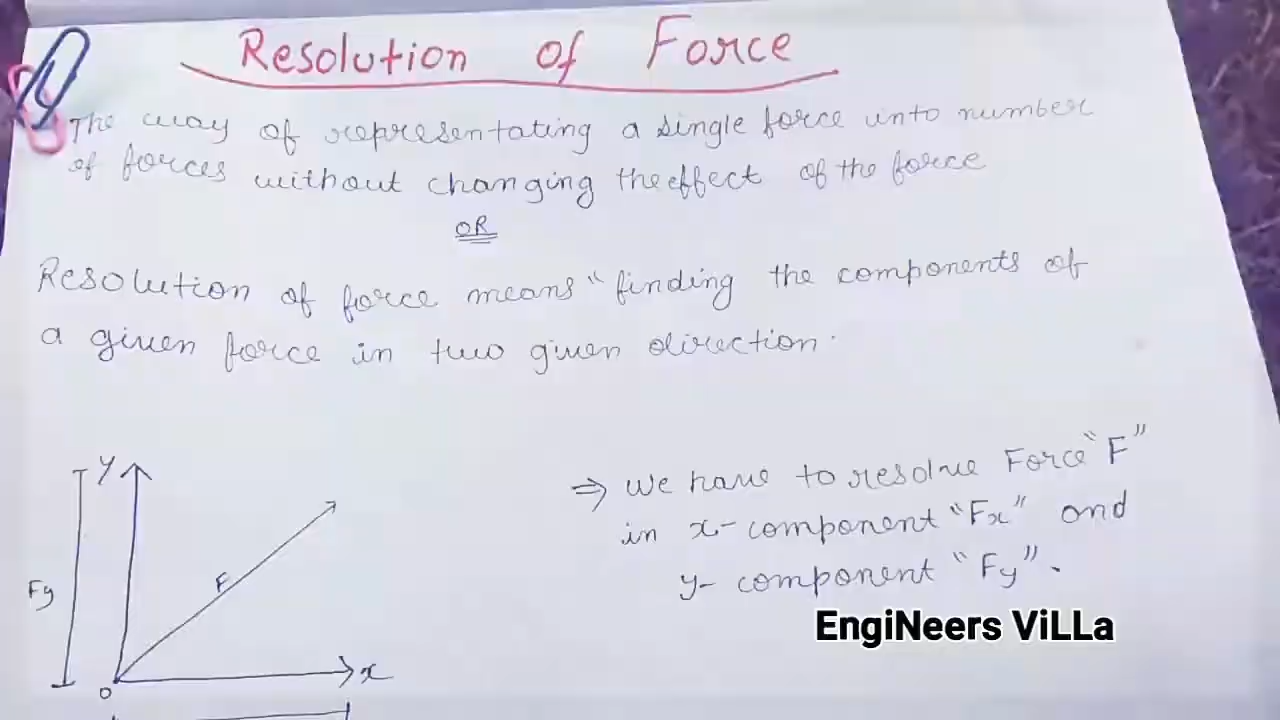 Resolution of Force
The way of representating a single force into number
of forces without changing the effect of the force
OR
Resolution of force means "finding the components of
a given force in two given direction.
y
Fy
F
O
x
⇒ We have to resolve Force "F"
in x-component "Fx" and
y-component "Fy".
EngiNeers ViLLa